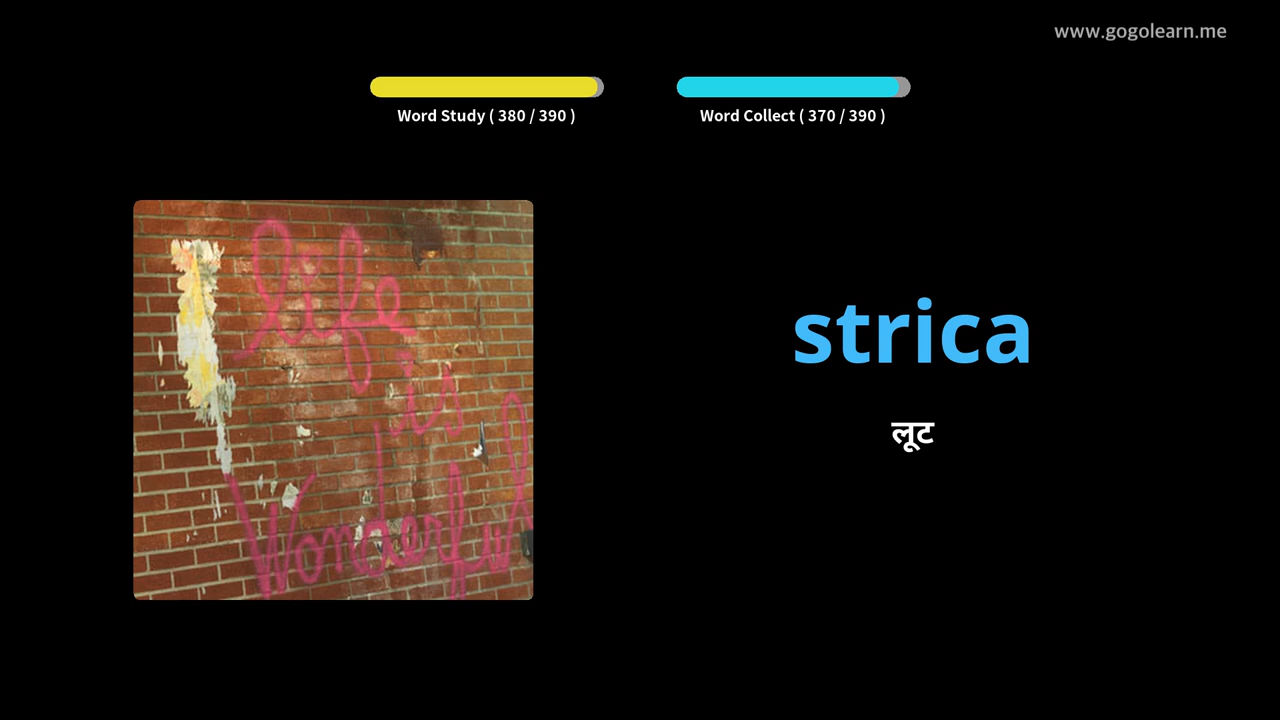 www.gogolearn.me
Word Study ( 380 / 390 )
Word Collect ( 370 / 390 )
life
is
Wonderful
strica
लूट